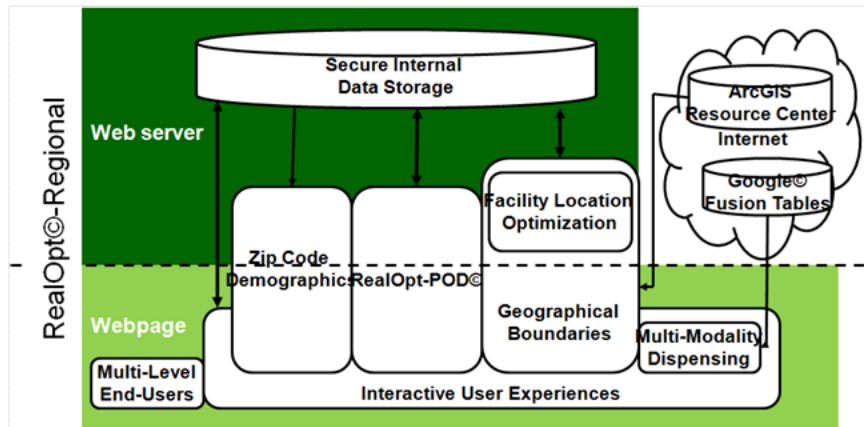 Secure Internal
Data Storage
ArcGIS
Resource Center
Internet
Google©
Fusion Tables
Web server
RealOpt©-Regional
Facility Location
Optimization
Zip Code
Demographics
RealOpt-POD©
Geographical
Boundaries
Webpage
Multi-Modality
Dispensing
Multi-Level
End-Users
Interactive User Experiences